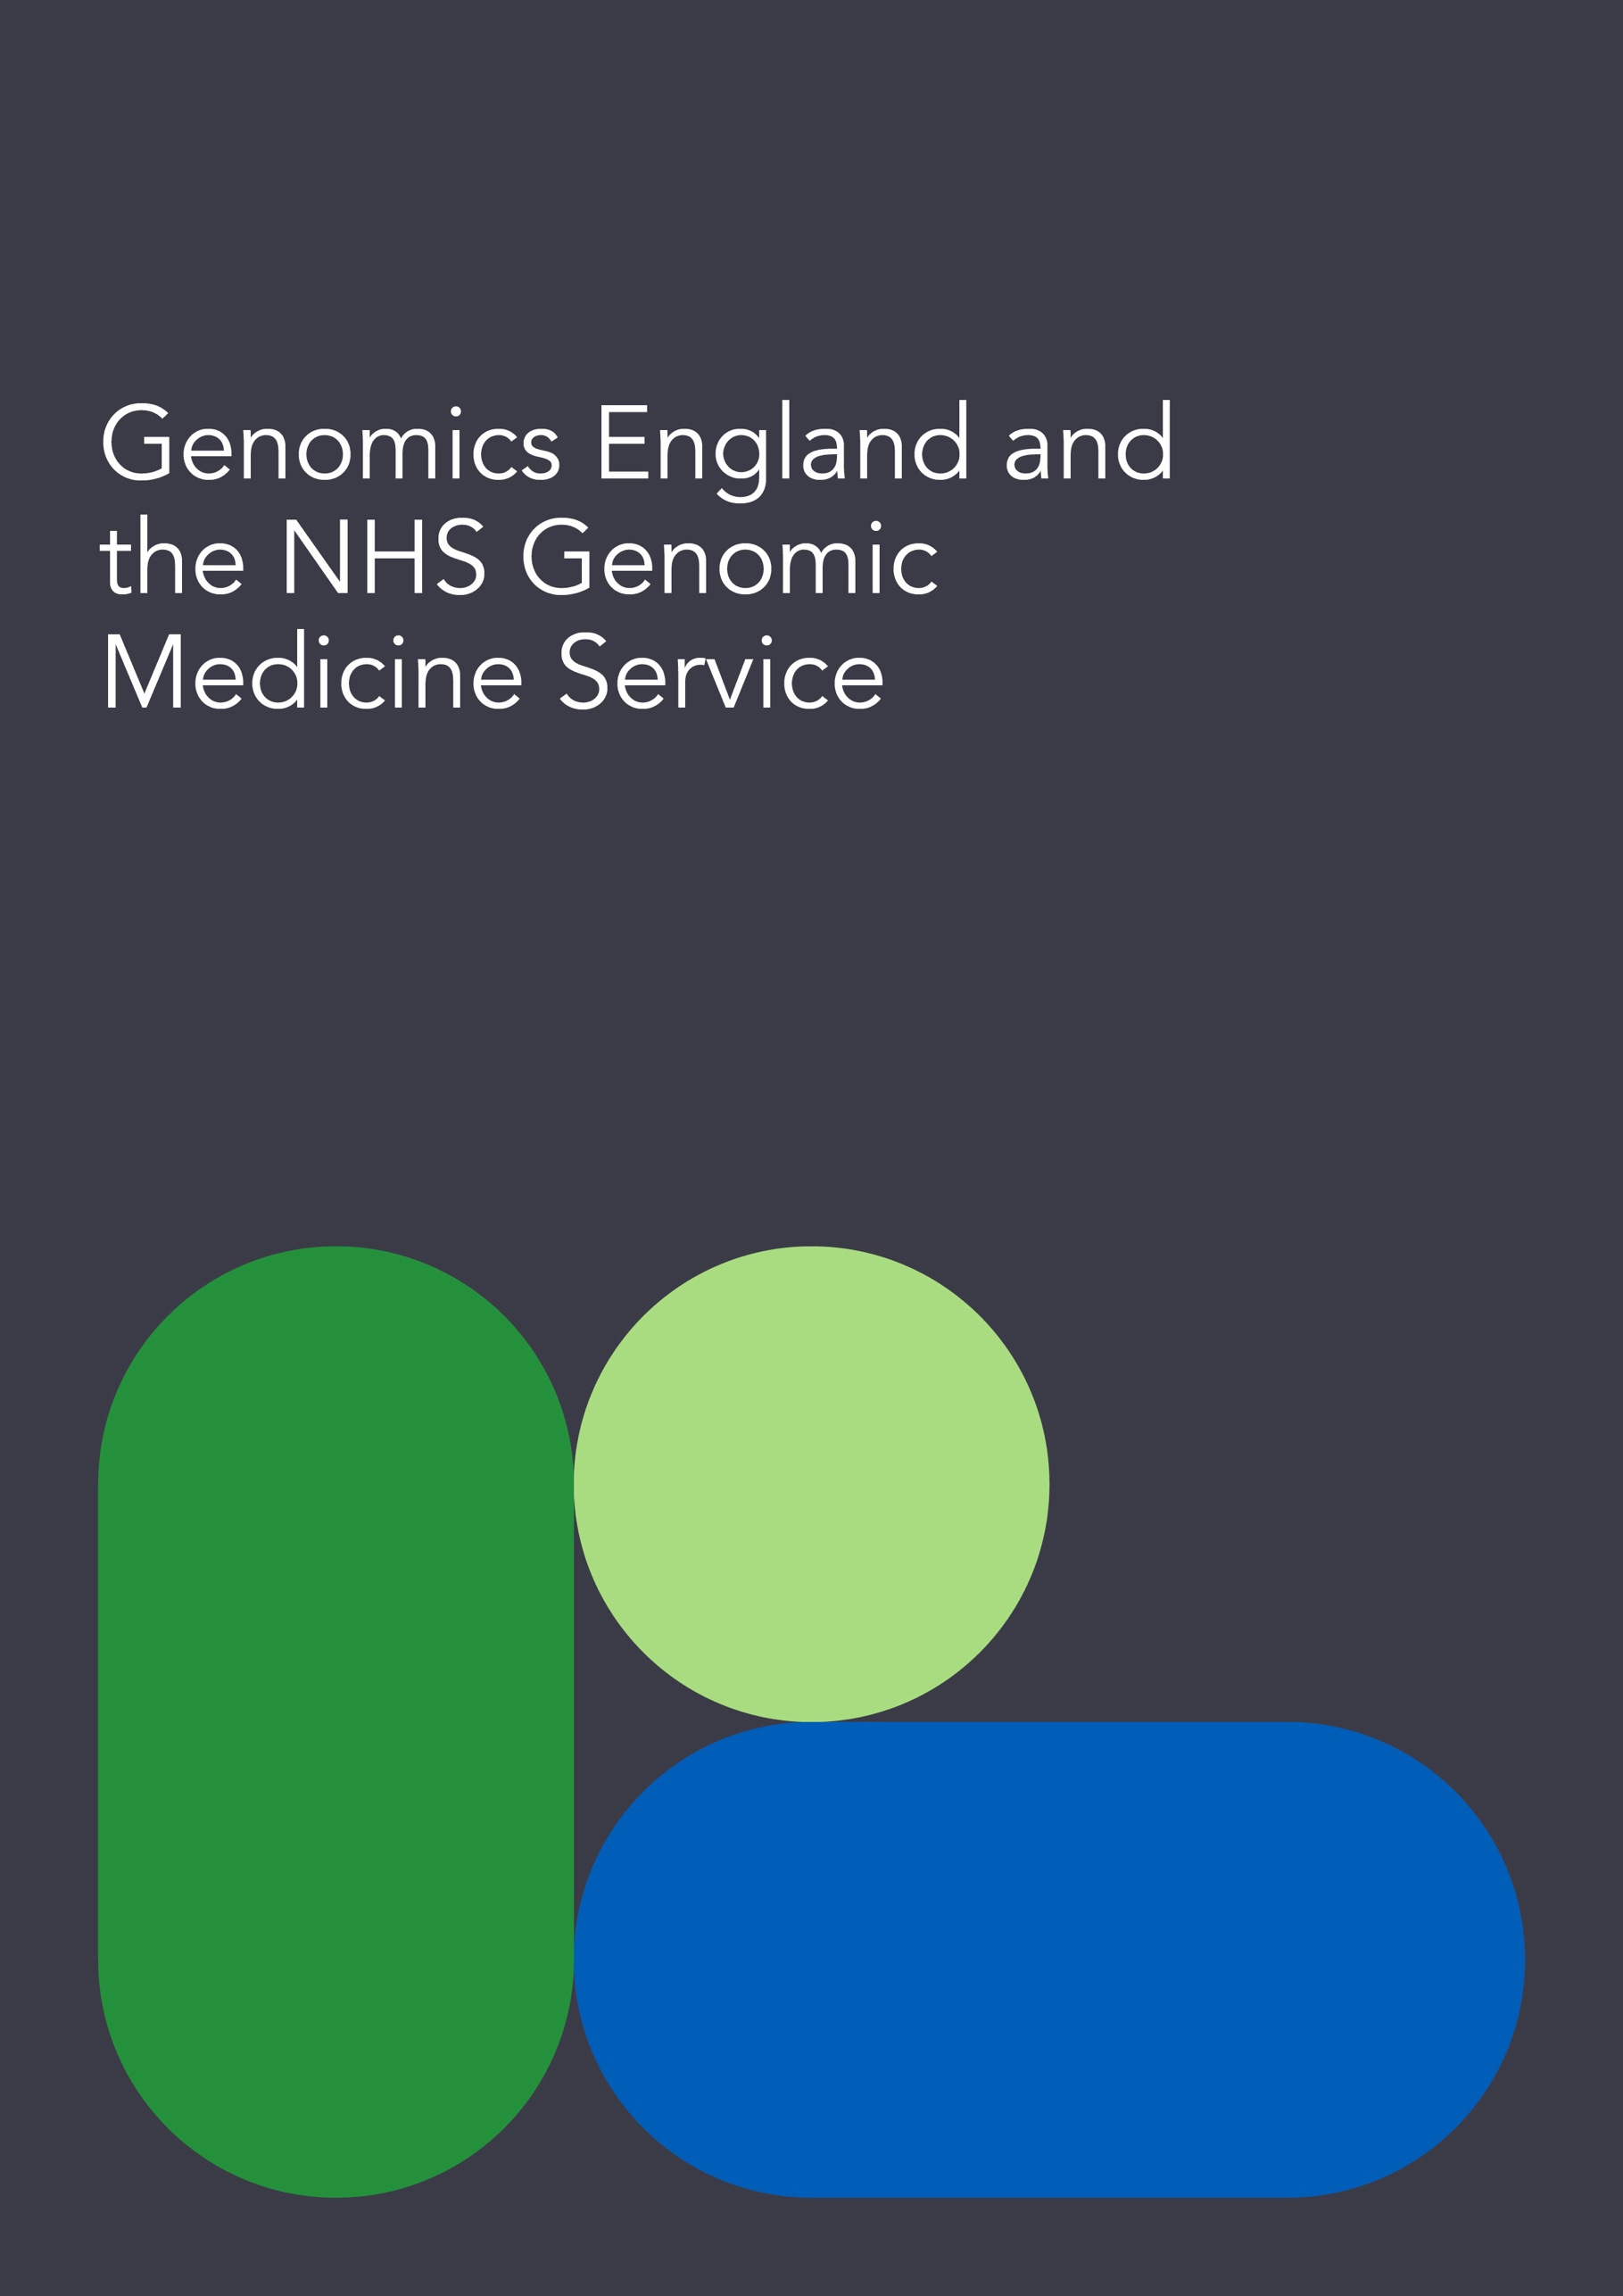 Genomics England and
the NHS Genomic
Medicine Service